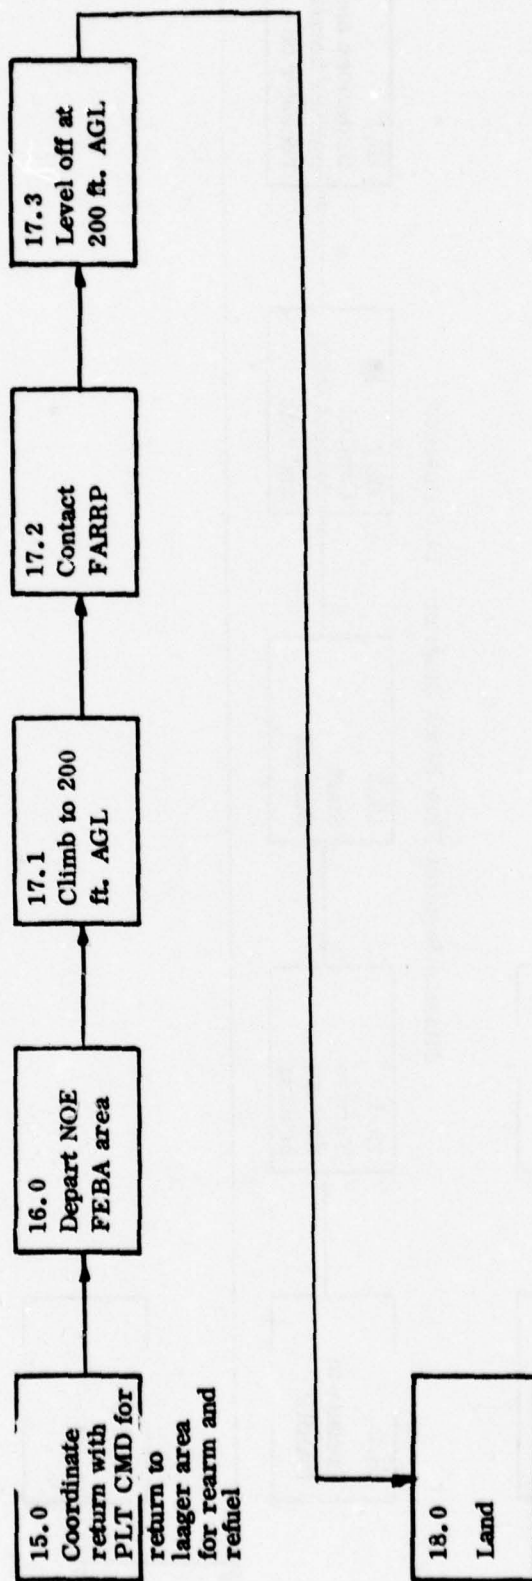 15.0
Coordinate
return with
PLT CMD for
return to
laager area
for rearm and
refuel
16.0
Depart NOE
FEBA area
17.1
Climb to 200
ft. AGL
17.2
Contact
FARRP
17.3
Level off at
200 ft. AGL
18.0
Land